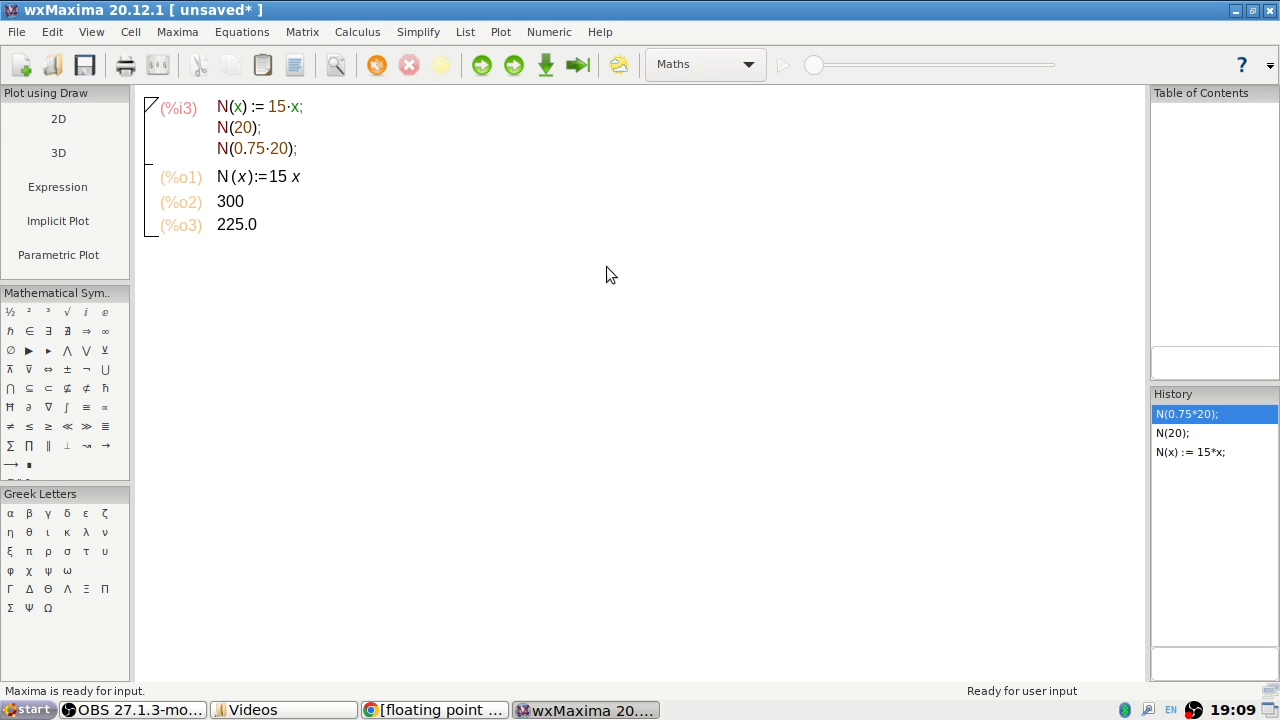 wxMaxima 20.12.1 [ unsaved* ]
File Edit View Cell Maxima Equations Matrix Calculus Simplify List Plot Numeric Help
Maths
?
Plot using Draw
2D
3D
Expression
Implicit Plot
Parametric Plot
Mathematical Sym..
½ ² ³ √ ⅈ ⅇ
ℏ ∈ ∃ ∄ ⇒ ∞
∅ ▶ ▸ ⋀ ⋁ ⊻
⊼ ⊽ ⇔ ± ¬ ⋃
⋂ ⊆ ⊂ ⊈ ⊄ ħ
Ħ ∂ ∇ ∫ ≅ ∝
≠ ≤ ≥ ≪ ≫ ≣
∑ ∏ ∥ ⟂ ↝ →
⟶ ∎
Greek Letters
α β γ δ ε ζ
η θ ι κ λ ν
ξ π ρ σ τ υ
φ χ ψ ω
Γ Δ Θ Λ Ξ Π
Σ Ψ Ω
(%i3) N(x) := 15·x;
N(20);
N(0.75·20);
(%o1) N(x):=15 x
(%o2) 300
(%o3) 225.0
Table of Contents
History
N(0.75*20);
N(20);
N(x) := 15*x;
Maxima is ready for input.
Ready for user input
start
OBS 27.1.3-mo...
Videos
[floating point ...
wxMaxima 20....
EN
19:09